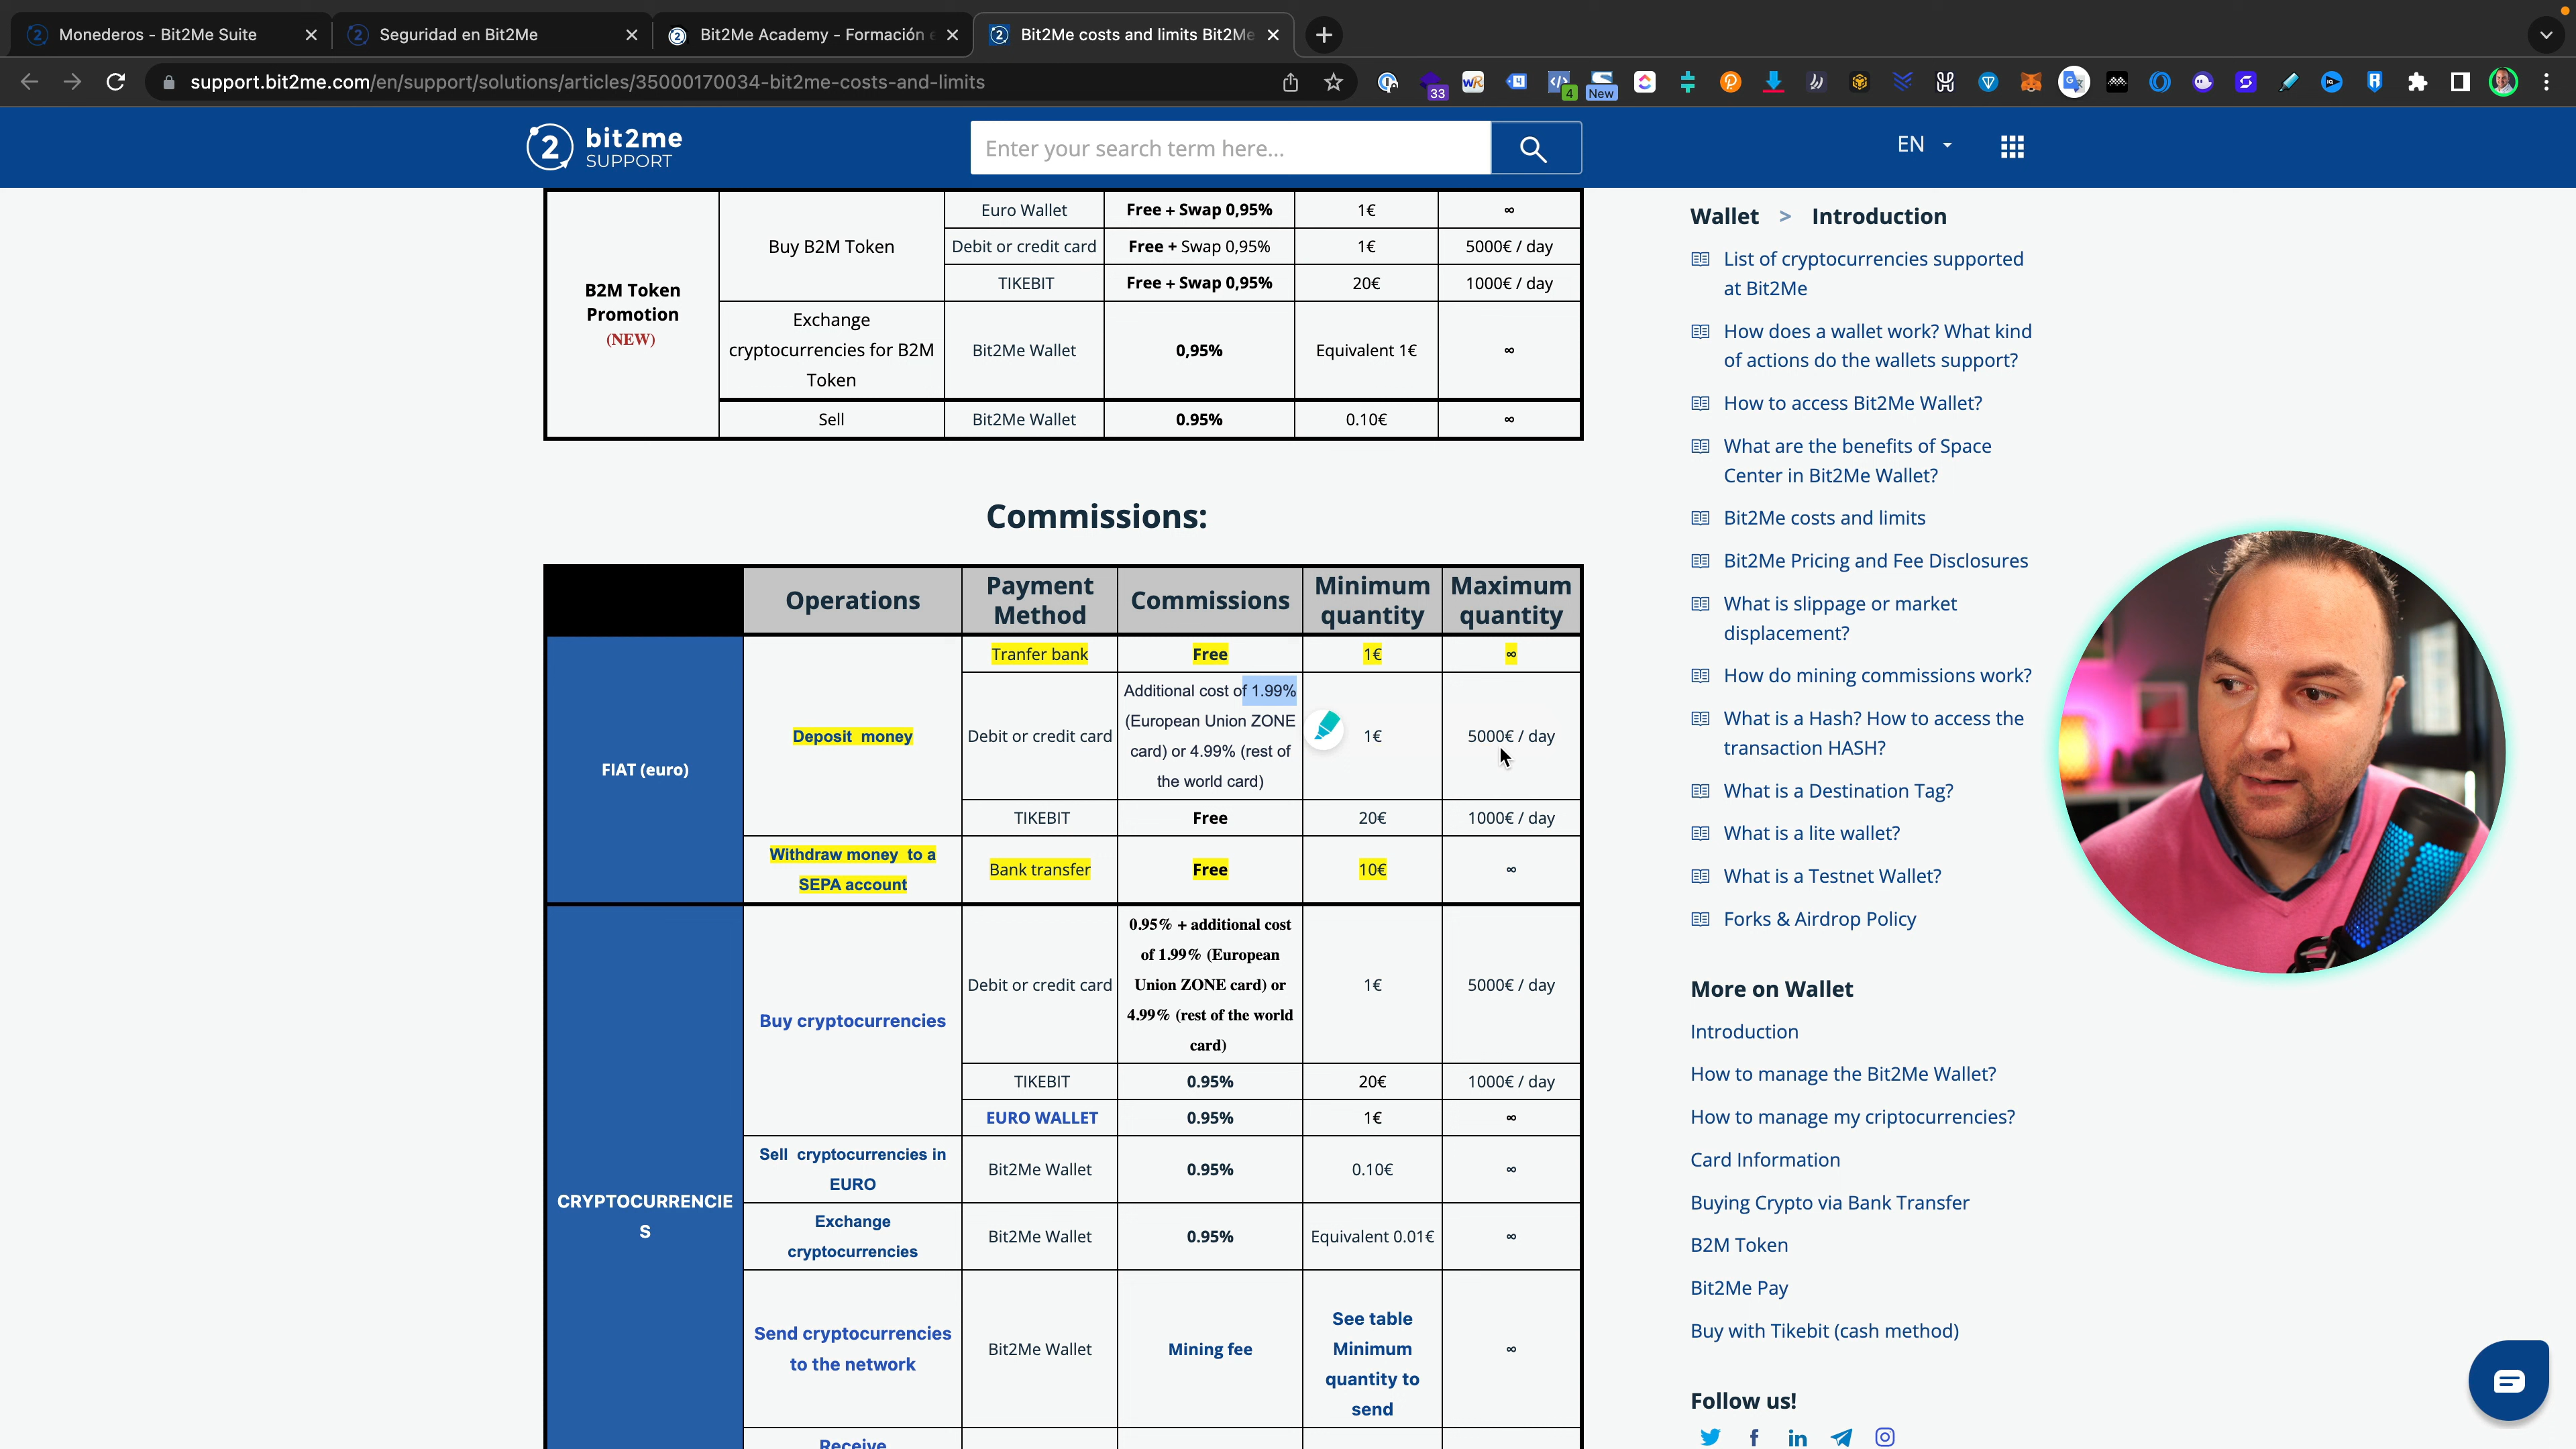 Monederos - Bit2Me Suite
Seguridad en Bit2Me
Bit2Me Academy - Formación e
Bit2Me costs and limits Bit2Me
support.bit2me.com/en/support/solutions/articles/35000170034-bit2me-costs-and-limits
33
4
New
2 bit2me
SUPPORT
Enter your search term here...
EN
B2M Token
Promotion
(NEW)
Buy B2M Token
Euro Wallet
Free + Swap 0,95%
1€
∞
Debit or credit card
Free + Swap 0,95%
1€
5000€ / day
TIKEBIT
Free + Swap 0,95%
20€
1000€ / day
Exchange
cryptocurrencies for B2M
Token
Bit2Me Wallet
0,95%
Equivalent 1€
∞
Sell
Bit2Me Wallet
0.95%
0.10€
∞
Commissions:
Operations
Payment
Method
Commissions
Minimum
quantity
Maximum
quantity
FIAT (euro)
Deposit money
Tranfer bank
Free
1€
∞
Debit or credit card
Additional cost of 1.99%
(European Union ZONE
card) or 4.99% (rest of
the world card)
1€
5000€ / day
TIKEBIT
Free
20€
1000€ / day
Withdraw money to a
SEPA account
Bank transfer
Free
10€
∞
CRYPTOCURRENCIE
S
Buy cryptocurrencies
Debit or credit card
0.95% + additional cost
of 1.99% (European
Union ZONE card) or
4.99% (rest of the world
card)
1€
5000€ / day
TIKEBIT
0.95%
20€
1000€ / day
EURO WALLET
0.95%
1€
∞
Sell cryptocurrencies in
EURO
Bit2Me Wallet
0.95%
0.10€
∞
Exchange
cryptocurrencies
Bit2Me Wallet
0.95%
Equivalent 0.01€
∞
Send cryptocurrencies
to the network
Bit2Me Wallet
Mining fee
See table
Minimum
quantity to
send
∞
Receive
Wallet > Introduction
List of cryptocurrencies supported
at Bit2Me
How does a wallet work? What kind
of actions do the wallets support?
How to access Bit2Me Wallet?
What are the benefits of Space
Center in Bit2Me Wallet?
Bit2Me costs and limits
Bit2Me Pricing and Fee Disclosures
What is slippage or market
displacement?
How do mining commissions work?
What is a Hash? How to access the
transaction HASH?
What is a Destination Tag?
What is a lite wallet?
What is a Testnet Wallet?
Forks & Airdrop Policy
More on Wallet
Introduction
How to manage the Bit2Me Wallet?
How to manage my criptocurrencies?
Card Information
Buying Crypto via Bank Transfer
B2M Token
Bit2Me Pay
Buy with Tikebit (cash method)
Follow us!